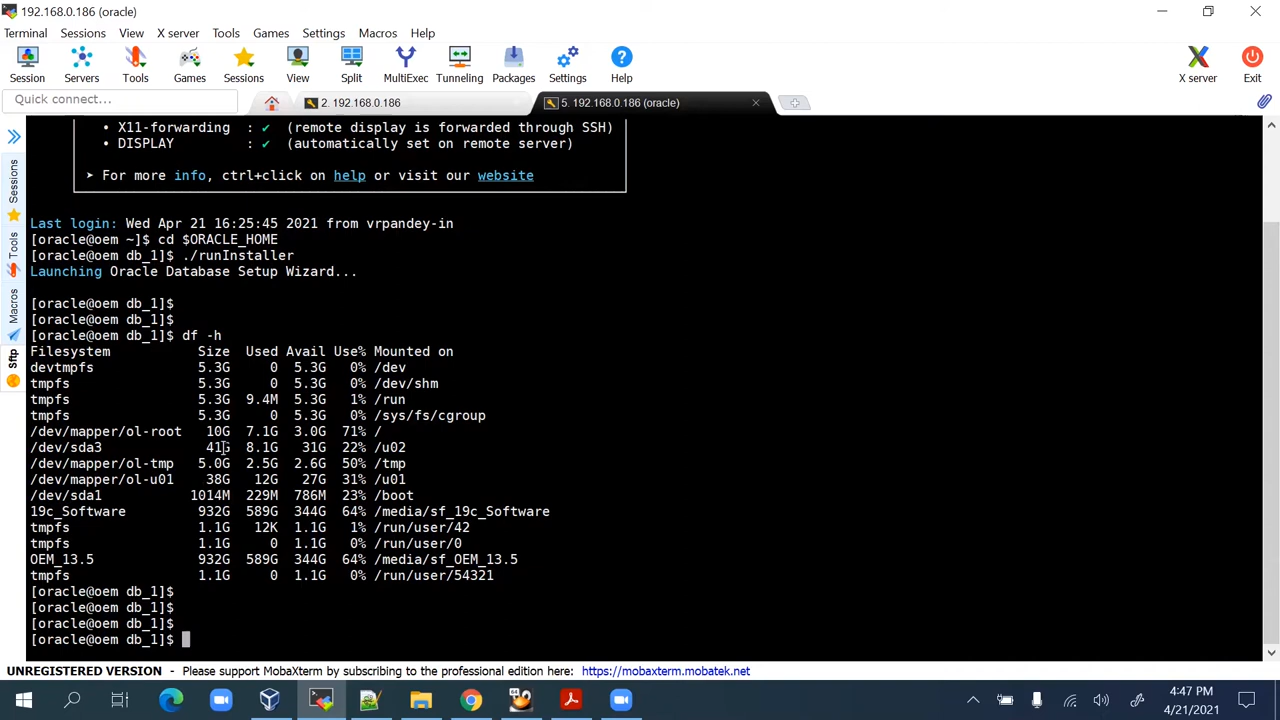 192.168.0.186 (oracle)
Terminal Sessions View X server Tools Games Settings Macros Help
Session Servers Tools Games Sessions View Split MultiExec Tunneling Packages Settings Help X server Exit
Quick connect... 2. 192.168.0.186 5. 192.168.0.186 (oracle)
Sessions
Tools
Macros
Sftp
• X11-forwarding : ✔ (remote display is forwarded through SSH)
• DISPLAY : ✔ (automatically set on remote server)
➤ For more info, ctrl+click on help or visit our website
Last login: Wed Apr 21 16:25:45 2021 from vrpandey-in
[oracle@oem ~]$ cd $ORACLE_HOME
[oracle@oem db_1]$ ./runInstaller
Launching Oracle Database Setup Wizard...
[oracle@oem db_1]$
[oracle@oem db_1]$
[oracle@oem db_1]$ df -h
Filesystem Size Used Avail Use% Mounted on
devtmpfs 5.3G 0 5.3G 0% /dev
tmpfs 5.3G 0 5.3G 0% /dev/shm
tmpfs 5.3G 9.4M 5.3G 1% /run
tmpfs 5.3G 0 5.3G 0% /sys/fs/cgroup
/dev/mapper/ol-root 10G 7.1G 3.0G 71% /
/dev/sda3 41G 8.1G 31G 22% /u02
/dev/mapper/ol-tmp 5.0G 2.5G 2.6G 50% /tmp
/dev/mapper/ol-u01 38G 12G 27G 31% /u01
/dev/sda1 1014M 229M 786M 23% /boot
19c_Software 932G 589G 344G 64% /media/sf_19c_Software
tmpfs 1.1G 12K 1.1G 1% /run/user/42
tmpfs 1.1G 0 1.1G 0% /run/user/0
OEM_13.5 932G 589G 344G 64% /media/sf_OEM_13.5
tmpfs 1.1G 0 1.1G 0% /run/user/54321
[oracle@oem db_1]$
[oracle@oem db_1]$
[oracle@oem db_1]$
[oracle@oem db_1]$
UNREGISTERED VERSION - Please support MobaXterm by subscribing to the professional edition here: https://mobaxterm.mobatek.net
4:47 PM
4/21/2021